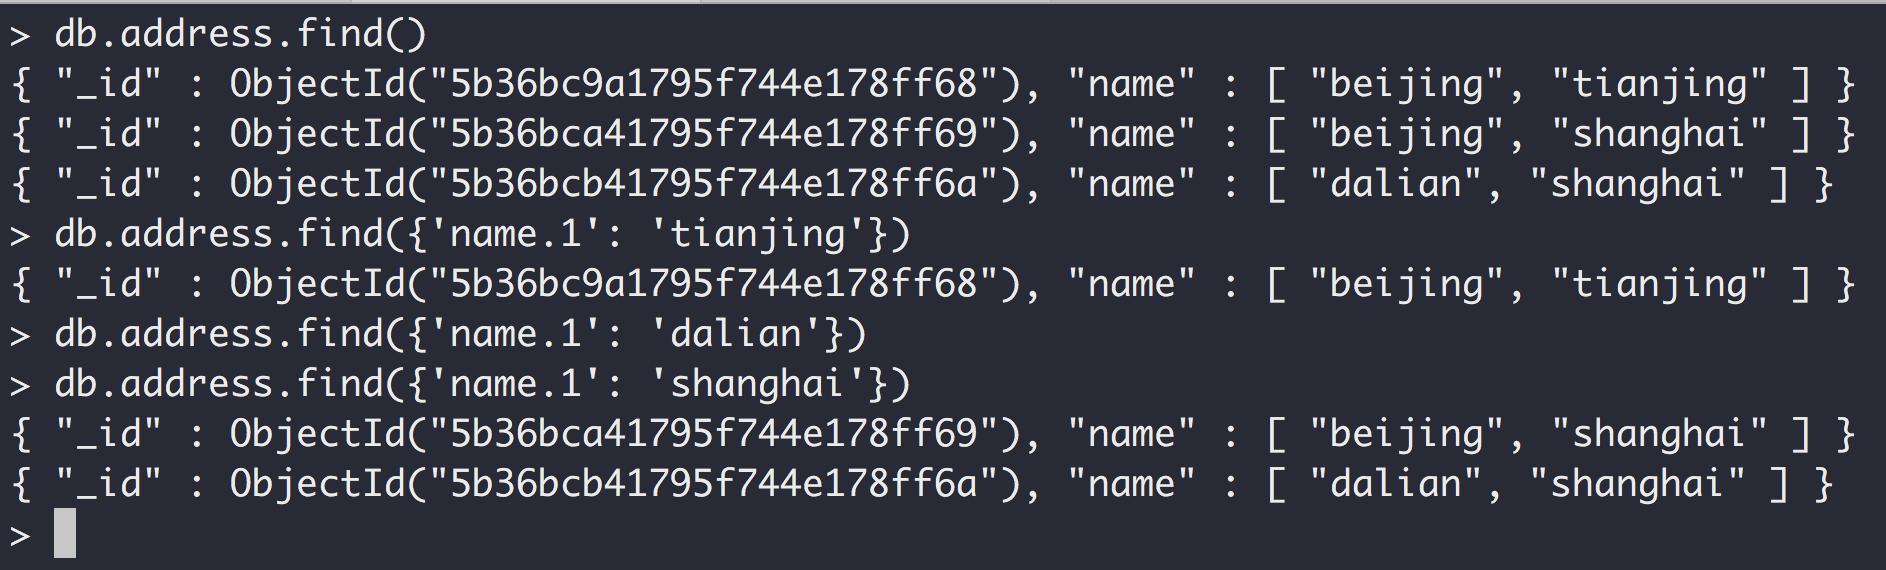 > db.address.find()
{ "_id" : ObjectId("5b36bc9a1795f744e178ff68"), "name" : [ "beijing", "tianjing" ] }
{ "_id" : ObjectId("5b36bca41795f744e178ff69"), "name" : [ "beijing", "shanghai" ] }
{ "_id" : ObjectId("5b36bcb41795f744e178ff6a"), "name" : [ "dalian", "shanghai" ] }
> db.address.find({'name.1': 'tianjing'})
{ "_id" : ObjectId("5b36bc9a1795f744e178ff68"), "name" : [ "beijing", "tianjing" ] }
> db.address.find({'name.1': 'dalian'})
> db.address.find({'name.1': 'shanghai'})
{ "_id" : ObjectId("5b36bca41795f744e178ff69"), "name" : [ "beijing", "shanghai" ] }
{ "_id" : ObjectId("5b36bcb41795f744e178ff6a"), "name" : [ "dalian", "shanghai" ] }
>